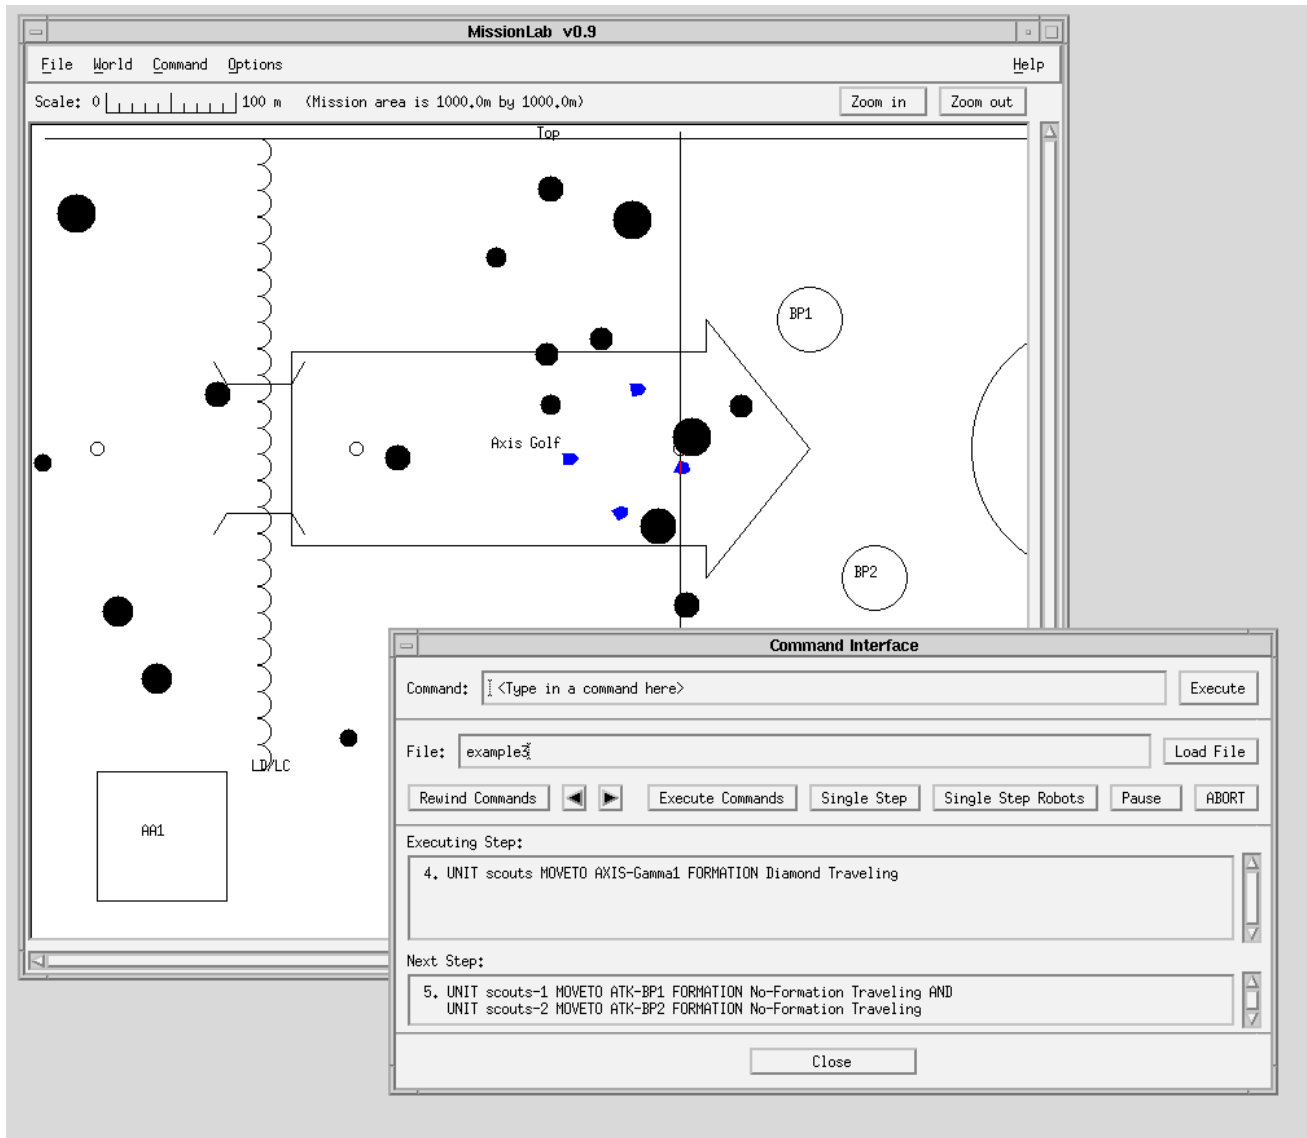 MissionLab v0.9
File World Command Options Help
Scale: 0 100 m (Mission area is 1000.0m by 1000.0m) Zoom in Zoom out
Top
BP1
Axis Golf
BP2
LD/LC
AA1
Command Interface
Command: <Type in a command here> Execute
File: example3 Load File
Rewind Commands Execute Commands Single Step Single Step Robots Pause ABORT
Executing Step:
4. UNIT scouts MOVETO AXIS-Gamma1 FORMATION Diamond Traveling
Next Step:
5. UNIT scouts-1 MOVETO ATK-BP1 FORMATION No-Formation Traveling AND
UNIT scouts-2 MOVETO ATK-BP2 FORMATION No-Formation Traveling
Close